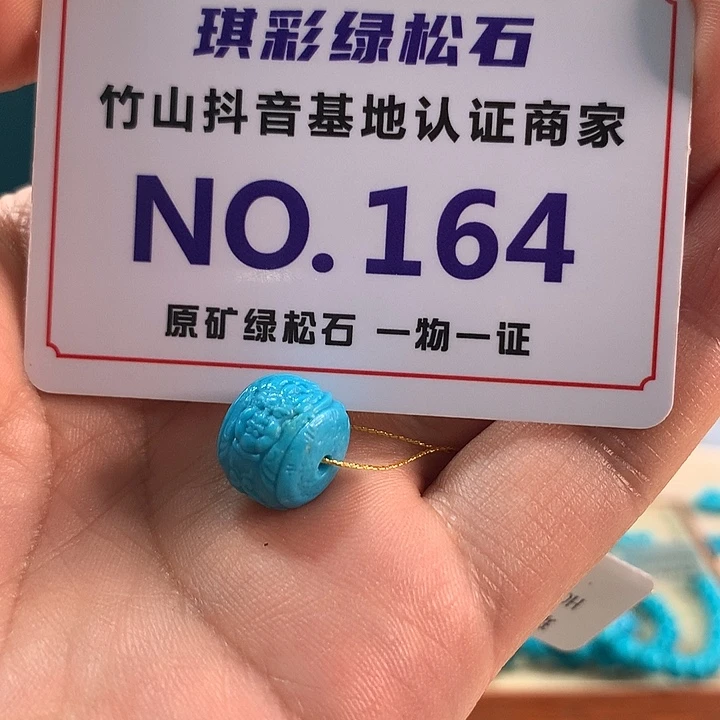 琪彩绿松石
竹山抖音基地认证商家
NO.164
原矿绿松石 一物一证